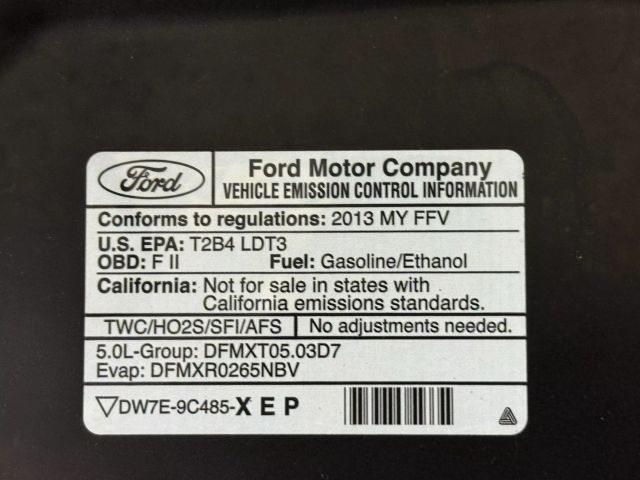 Ford
Ford Motor Company
VEHICLE EMISSION CONTROL INFORMATION
Conforms to regulations: 2013 MY FFV
U.S. EPA: T2B4 LDT3
OBD: F II Fuel: Gasoline/Ethanol
California: Not for sale in states with
California emissions standards.
TWC/HO2S/SFI/AFS No adjustments needed.
5.0L-Group: DFMXT05.03D7
Evap: DFMXR0265NBV
▽DW7E-9C485-X E P